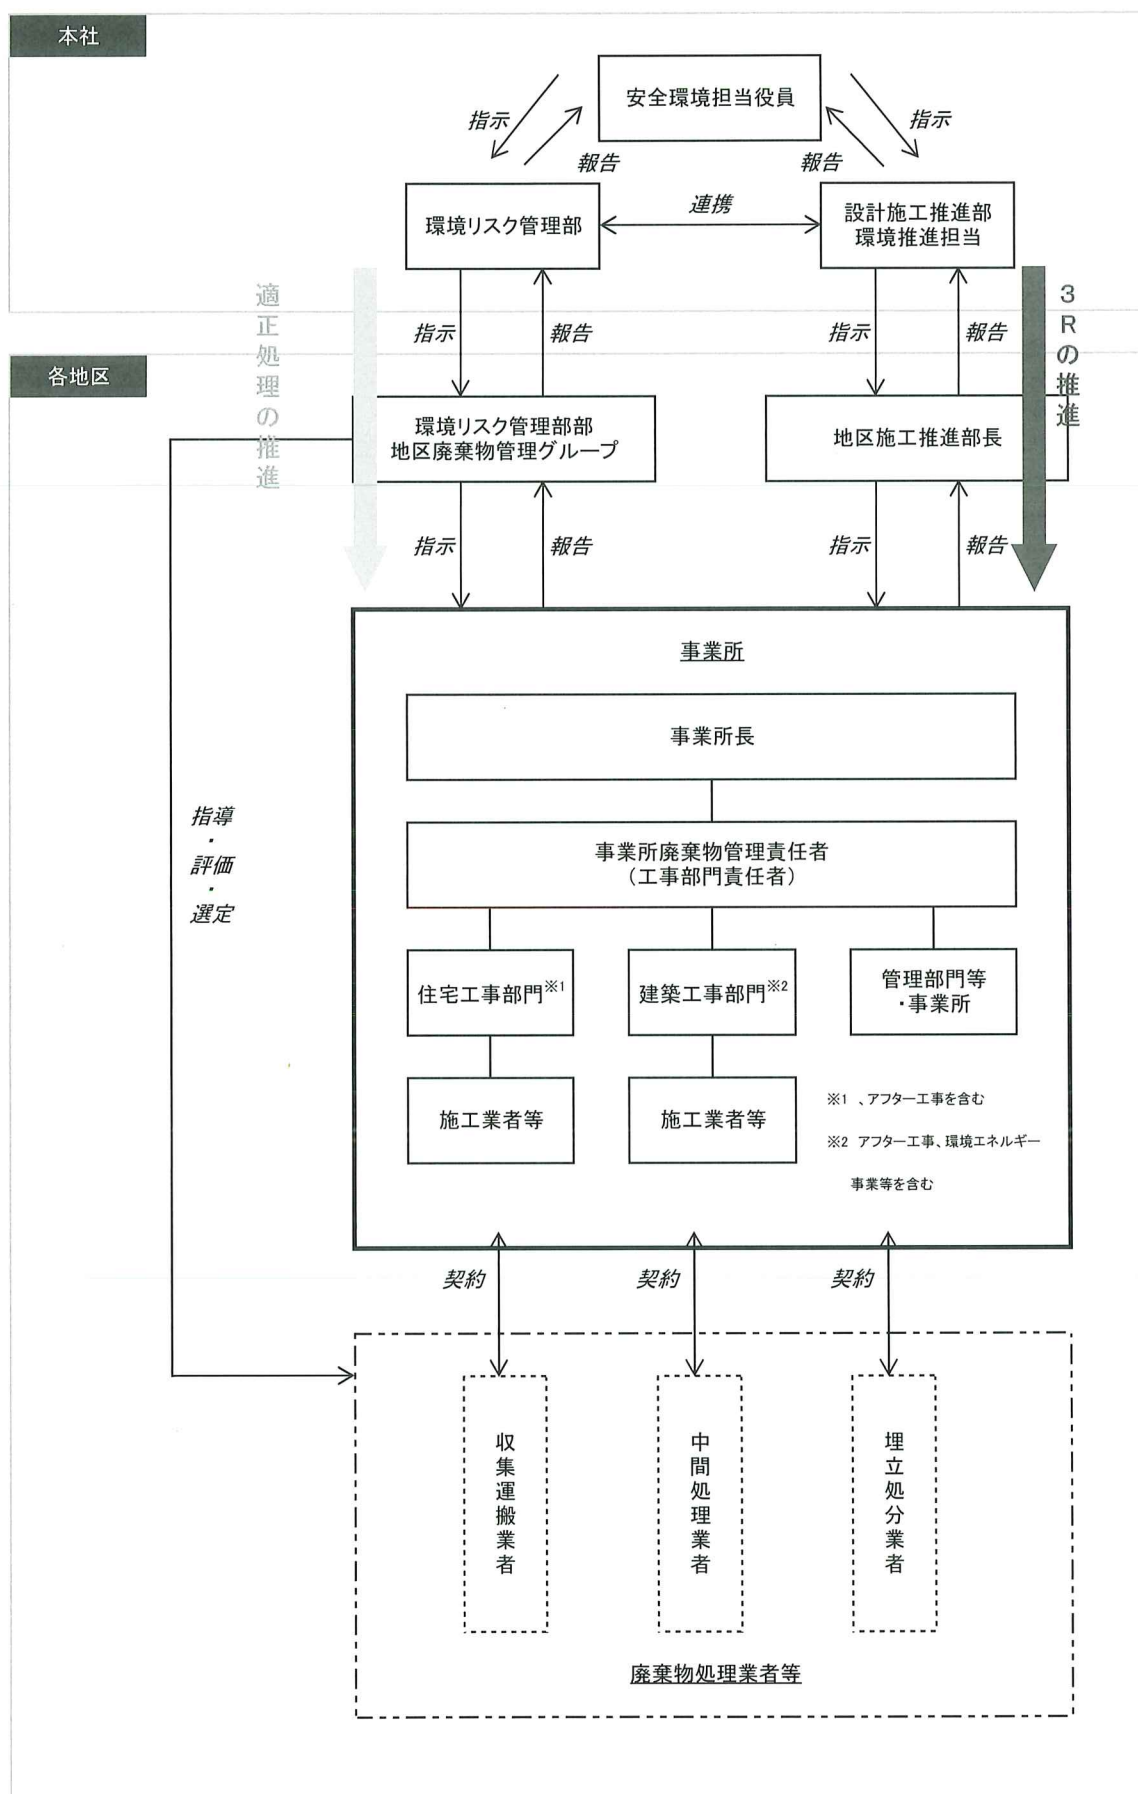 本社
安全環境担当役員
指示
報告
報告
指示
環境リスク管理部
連携
設計施工推進部
環境推進担当
適正処理の推進
3Rの推進
指示
報告
指示
報告
各地区
環境リスク管理部部
地区廃棄物管理グループ
地区施工推進部長
指示
報告
指示
報告
事業所
事業所長
事業所廃棄物管理責任者
(工事部門責任者)
指導・評価・選定
住宅工事部門※1
建築工事部門※2
管理部門等
・事業所
施工業者等
施工業者等
※1 、アフター工事を含む
※2 アフター工事、環境エネルギー
事業等を含む
契約
契約
契約
収集運搬業者
中間処理業者
埋立処分業者
廃棄物処理業者等